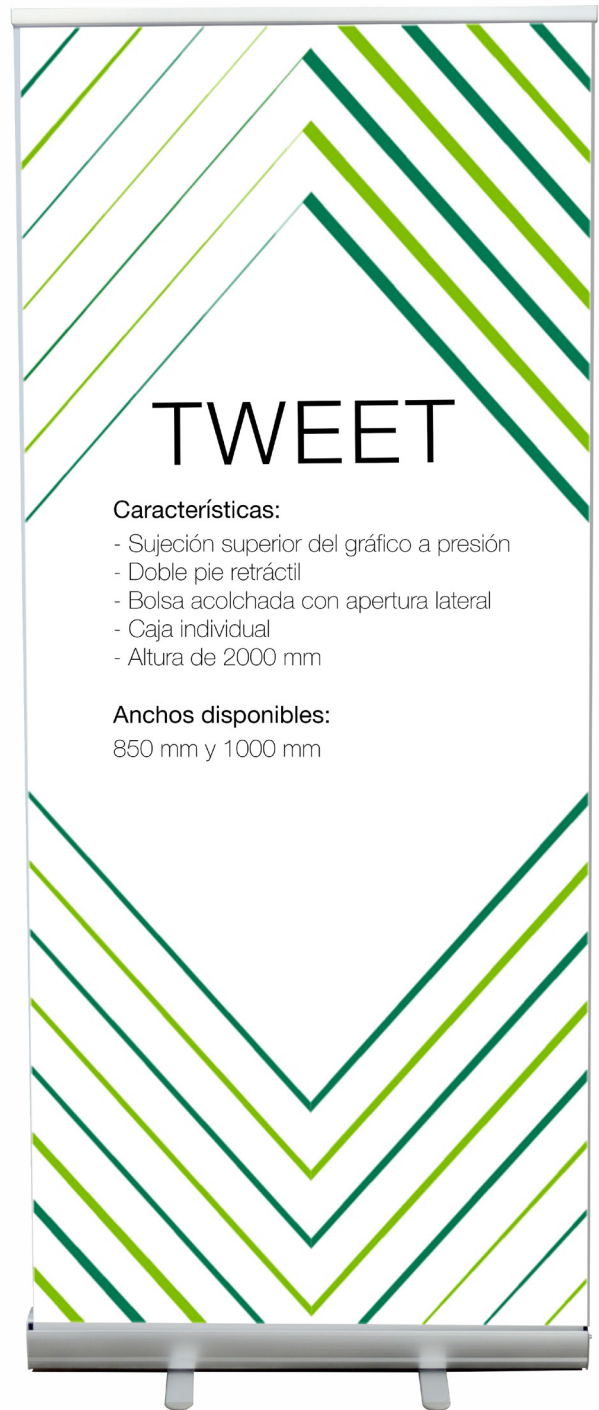 TWEET
Características:
- Sujeción superior del gráfico a presión
- Doble pie retráctil
- Bolsa acolchada con apertura lateral
- Caja individual
- Altura de 2000 mm
Anchos disponibles:
850 mm y 1000 mm